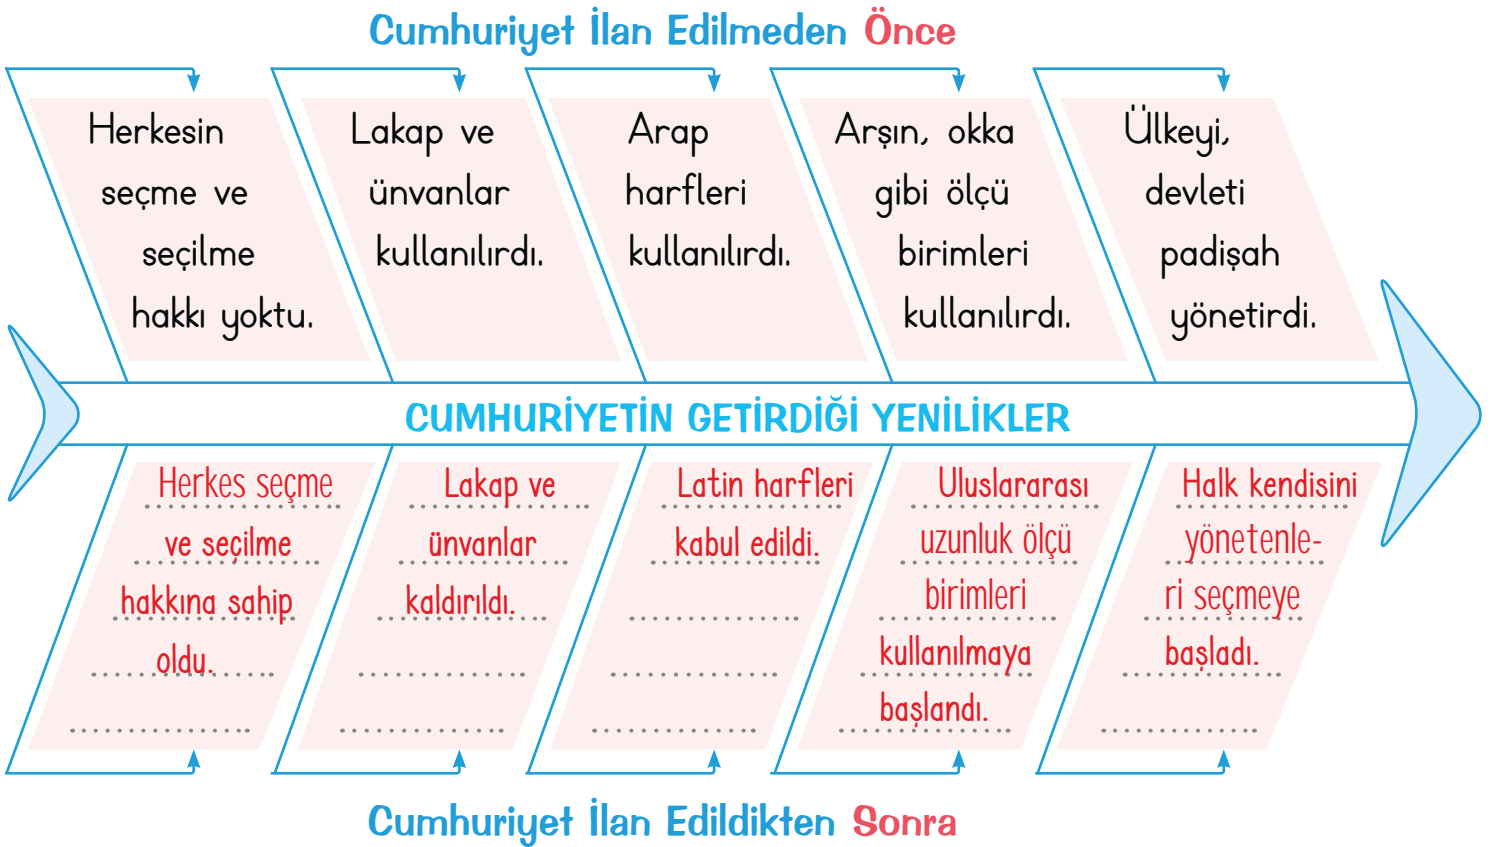 Cumhuriyet İlan Edilmeden Önce
Herkesin
seçme ve
seçilme
hakkı yoktu.
Lakap ve
ünvanlar
kullanılırdı.
Arap
harfleri
kullanılırdı.
Arşın, okka
gibi ölçü
birimleri
kullanılırdı.
Ülkeyi,
devleti
padişah
yönetirdi.
CUMHURİYETİN GETİRDİĞİ YENİLİKLER
Herkes seçme
ve seçilme
hakkına sahip
oldu.
Lakap ve
ünvanlar
kaldırıldı.
Latin harfleri
kabul edildi.
Uluslararası
uzunluk ölçü
birimleri
kullanılmaya
başlandı.
Halk kendisini
yönetenle-
ri seçmeye
başladı.
Cumhuriyet İlan Edildikten Sonra